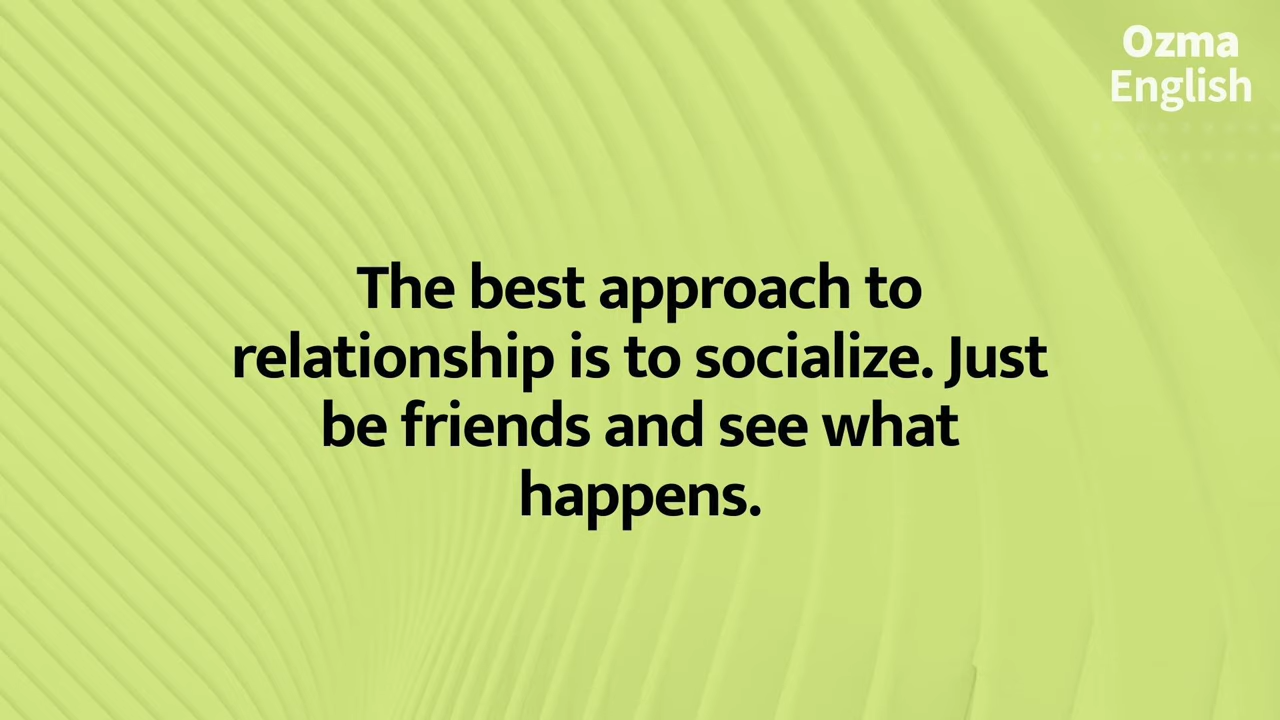 Ozma
English
The best approach to
relationship is to socialize. Just
be friends and see what
happens.